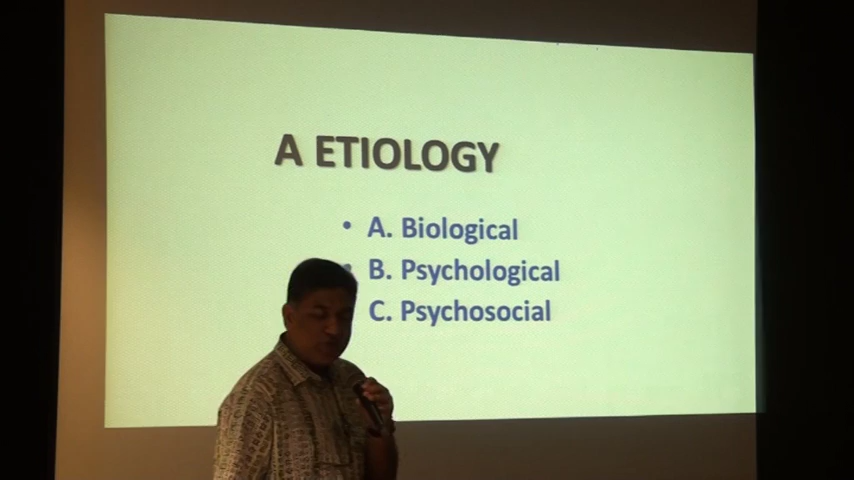 A ETIOLOGY
• A. Biological
• B. Psychological
C. Psychosocial